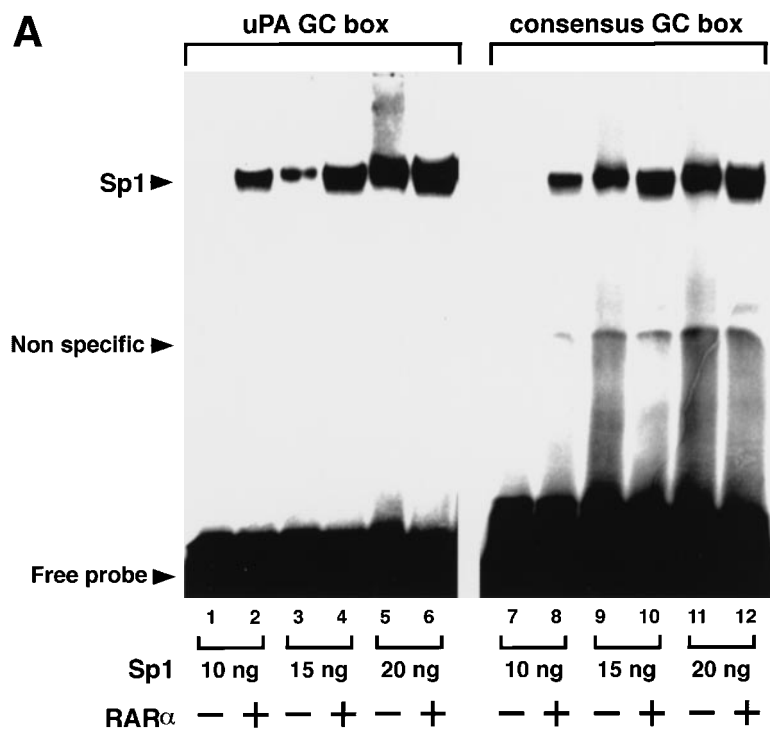 A
uPA GC box consensus GC box
Sp1
Non specific
Free probe
1 2 3 4 5 6 7 8 9 10 11 12
Sp1 10 ng 15 ng 20 ng 10 ng 15 ng 20 ng
RARα − + − + − + − + − + − +